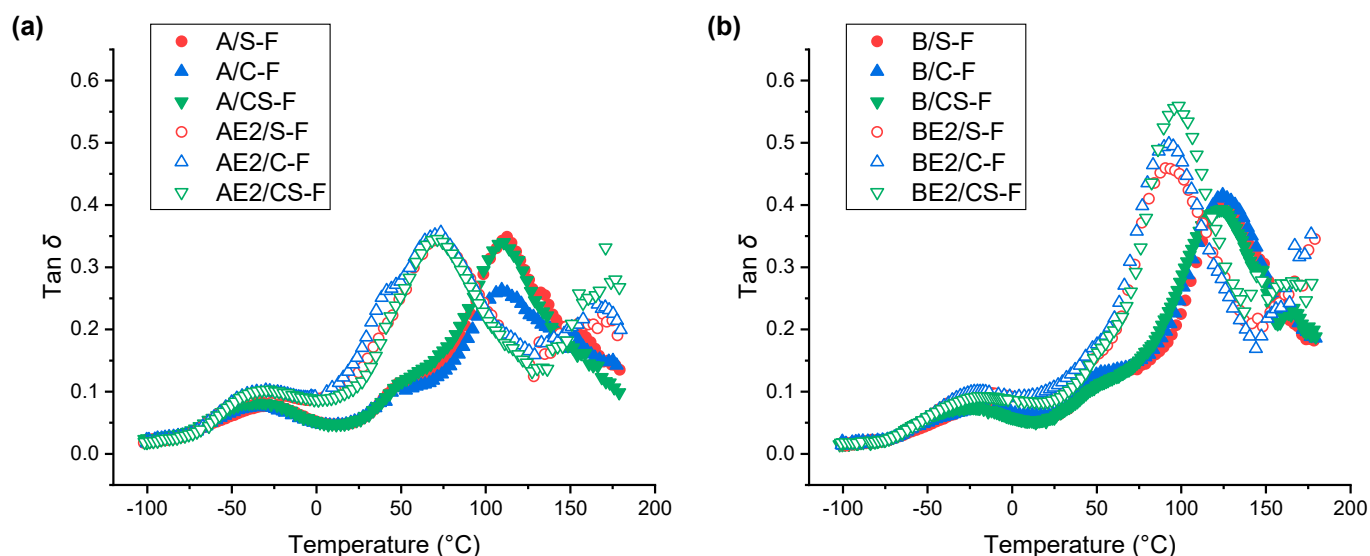 (a)
A/S-F
A/C-F
A/CS-F
AE2/S-F
AE2/C-F
AE2/CS-F
0.6
0.5
0.4
0.3
0.2
0.1
0.0
Tan δ
-100 -50 0 50 100 150 200
Temperature (°C)
(b)
B/S-F
B/C-F
B/CS-F
BE2/S-F
BE2/C-F
BE2/CS-F
0.6
0.5
0.4
0.3
0.2
0.1
0.0
Tan δ
-100 -50 0 50 100 150 200
Temperature (°C)